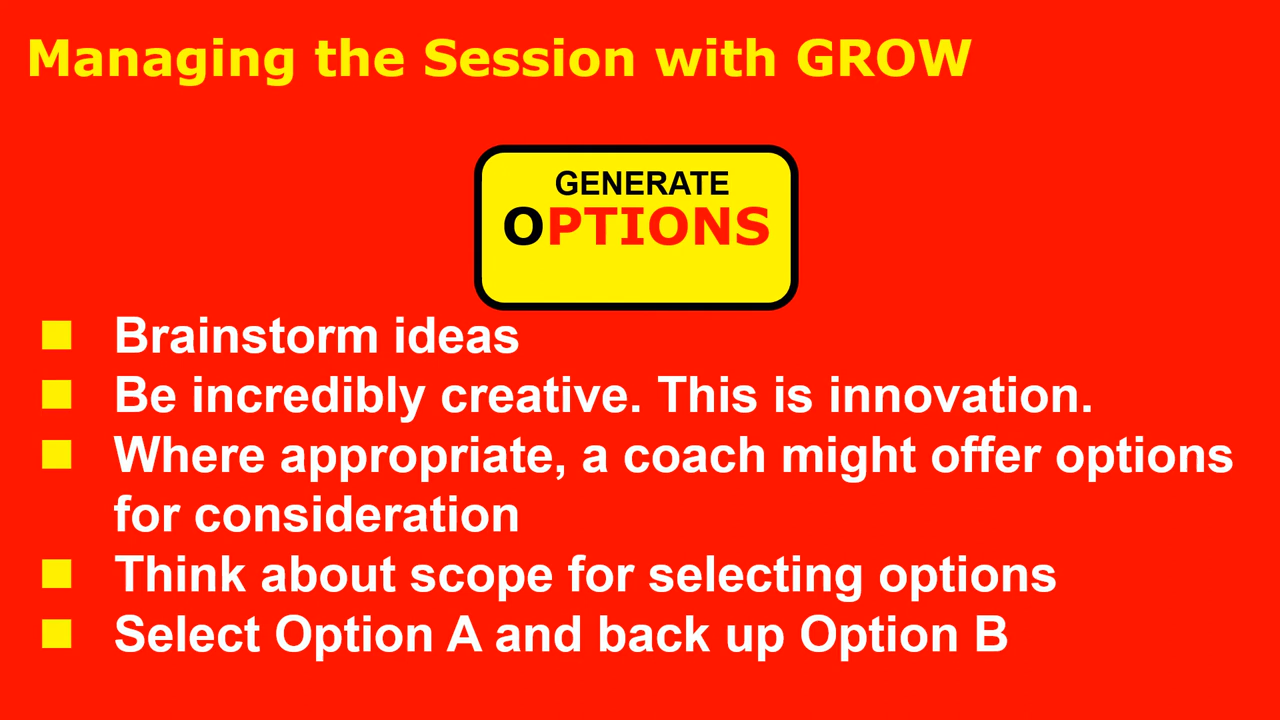 Managing the Session with GROW
GENERATE
OPTIONS
Brainstorm ideas
Be incredibly creative. This is innovation.
Where appropriate, a coach might offer options
for consideration
Think about scope for selecting options
Select Option A and back up Option B